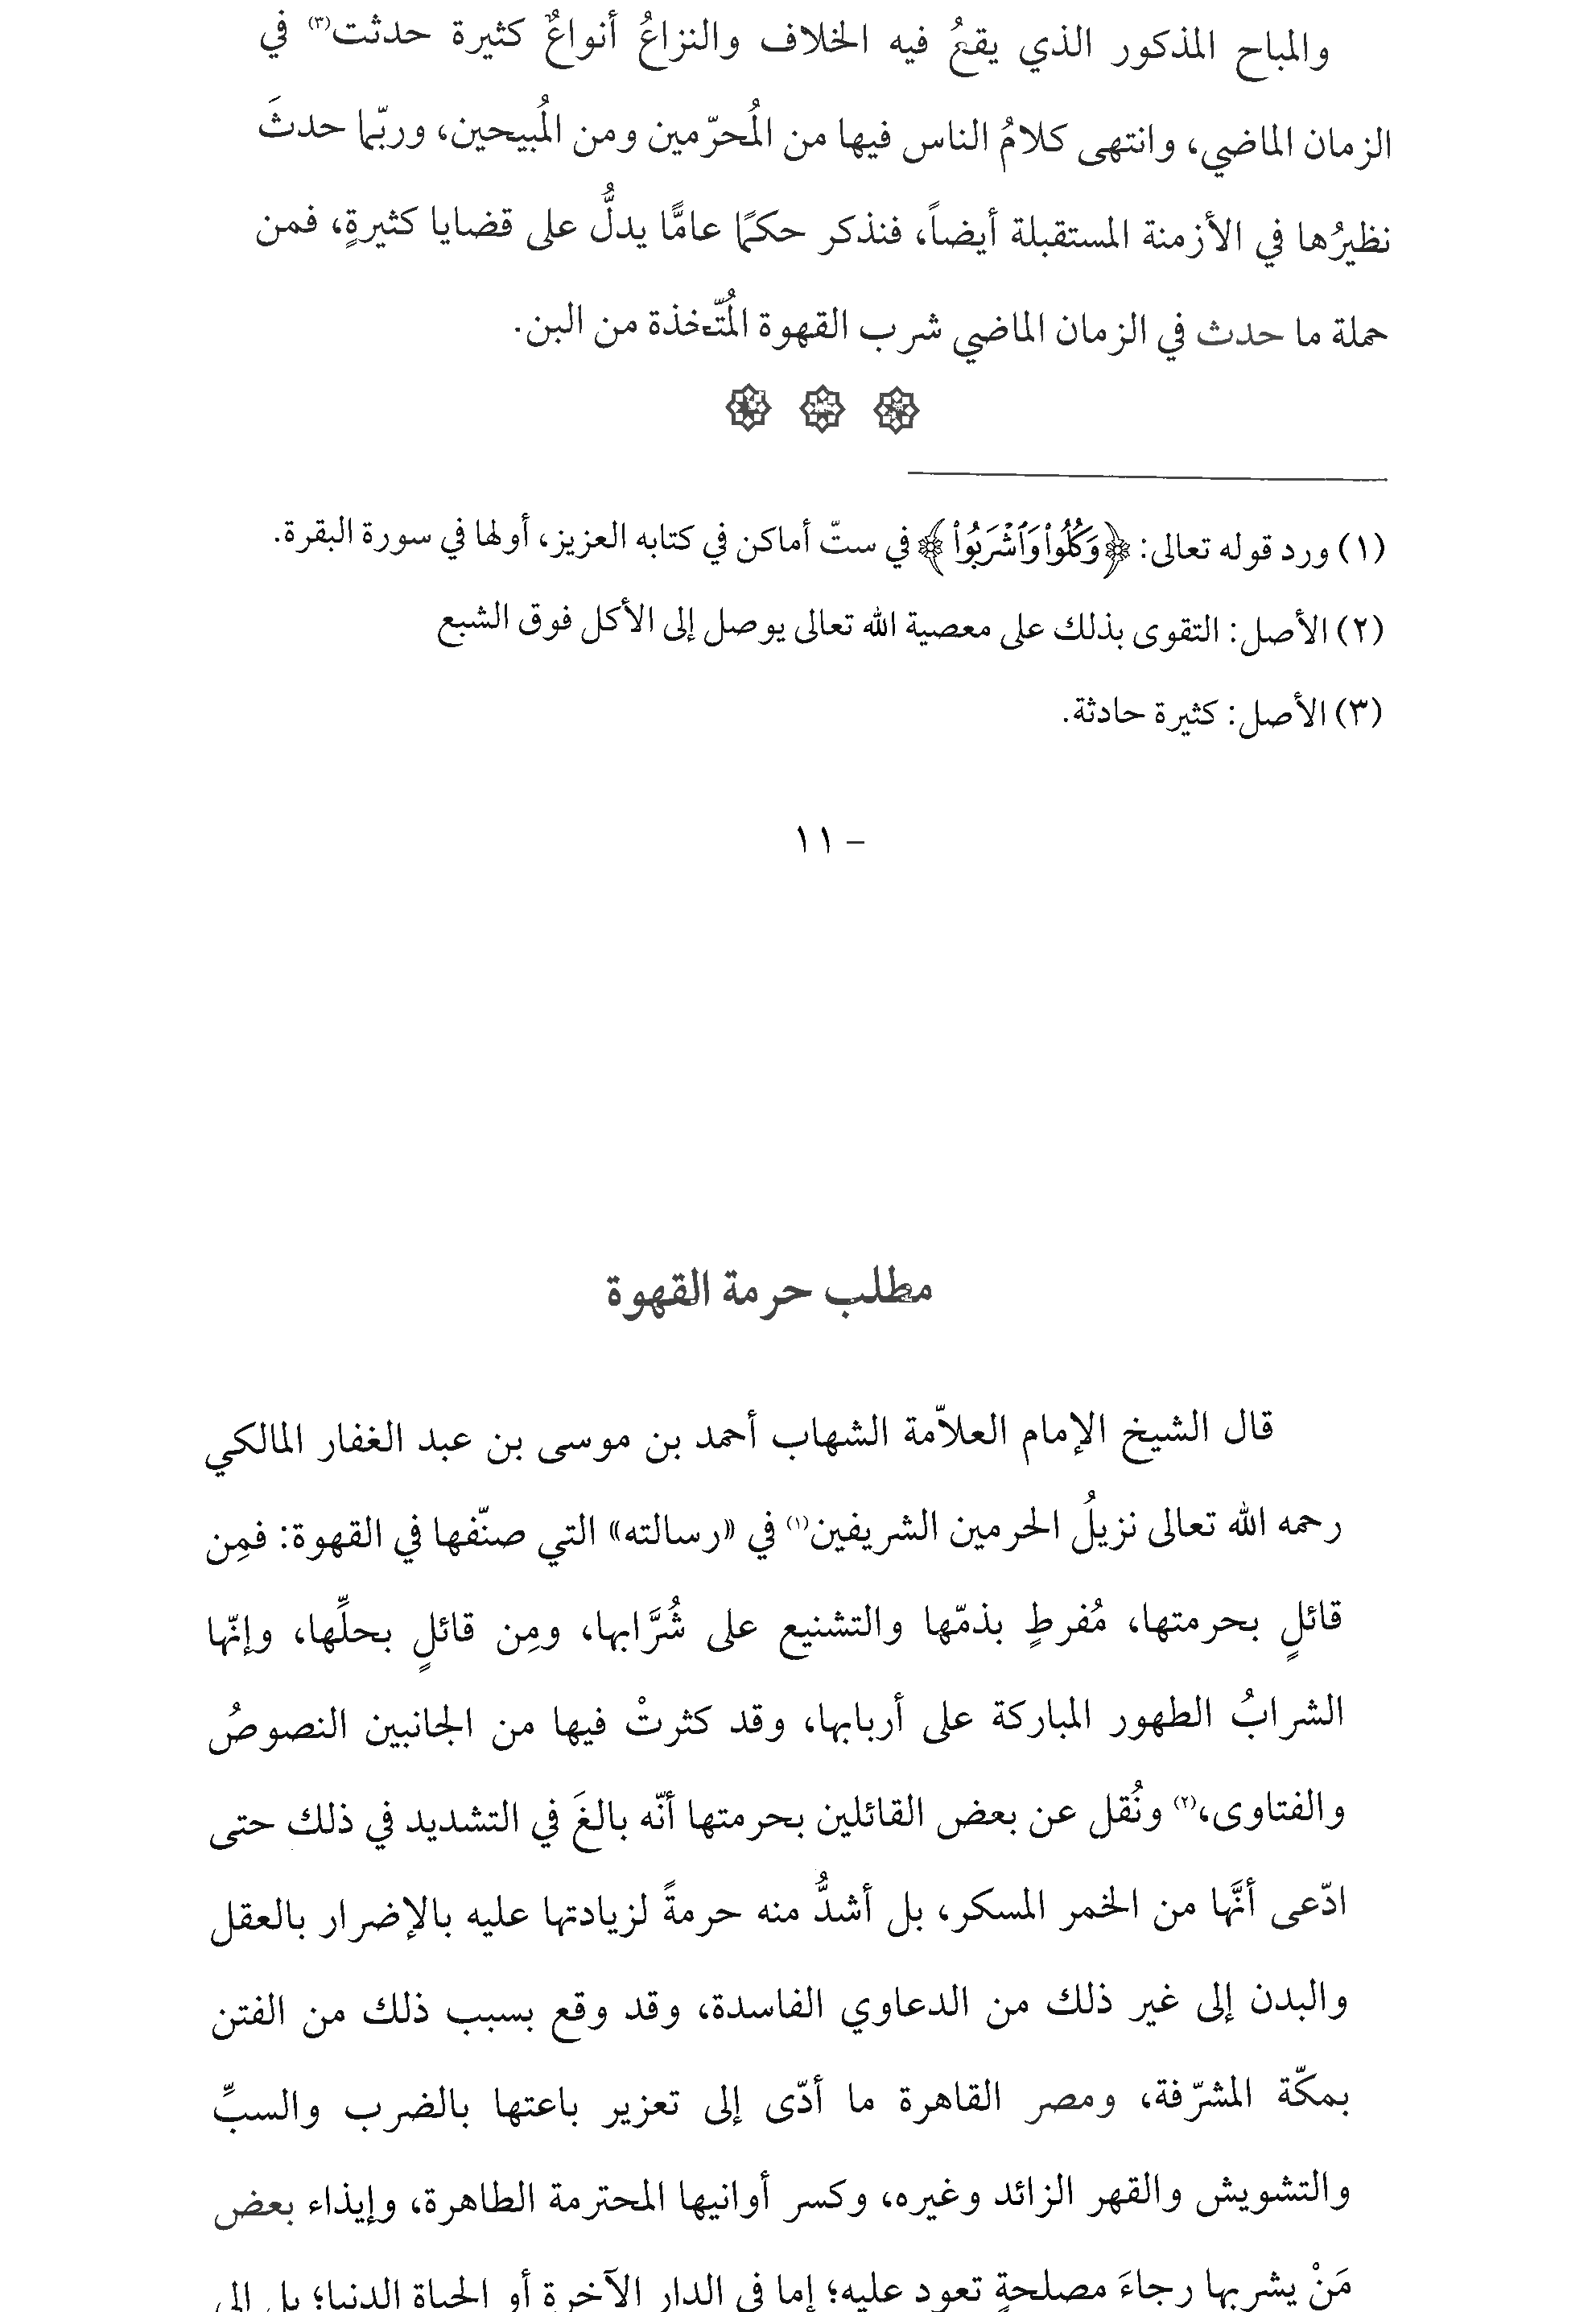 والمباح المذكور الذي يقعُ فيه الخلاف والنزاعُ أنواعٌ كثيرة حدثت(٣) في
الزمان الماضي، وانتهى كلامُ الناس فيها من المُحرّمين ومن المُبيحين، وربّما حدثَ
نظيرُها في الأزمنة المستقبلة أيضاً، فنذكر حكمًا عامًّا يدلُّ على قضايا كثيرةٍ، فمن
حملة ما حدث في الزمان الماضي شرب القهوة المُتّخذة من البن.
(١) ورد قوله تعالى: ﴿وَكُلُواْ وَٱشْرَبُواْ﴾ في ستّ أماكن في كتابه العزيز، أولها في سورة البقرة.
(٢) الأصل: التقوى بذلك على معصية الله تعالى يوصل إلى الأكل فوق الشبع
(٣) الأصل: كثيرة حادثة.
– ١١
مطلب حرمة القهوة
قال الشيخ الإمام العلاّمة الشهاب أحمد بن موسى بن عبد الغفار المالكي
رحمه الله تعالى نزيلُ الحرمين الشريفين(١) في «رسالته» التي صنّفها في القهوة: فمِن
قائلٍ بحرمتها، مُفرطٍ بذمّها والتشنيع على شُرَّابها، ومِن قائلٍ بحلِّها، وإنّها
الشرابُ الطهور المباركة على أربابها، وقد كثرتْ فيها من الجانبين النصوصُ
والفتاوى،(٢) ونُقل عن بعض القائلين بحرمتها أنّه بالغَ في التشديد في ذلك حتى
ادّعى أنَّها من الخمر المسكر، بل أشدُّ منه حرمةً لزيادتها عليه بالإضرار بالعقل
والبدن إلى غير ذلك من الدعاوي الفاسدة، وقد وقع بسبب ذلك من الفتن
بمكّة المشرّفة، ومصر القاهرة ما أدّى إلى تعزير باعتها بالضرب والسبِّ
والتشويش والقهر الزائد وغيره، وكسر أوانيها المحترمة الطاهرة، وإيذاء بعض
مَنْ يشربها رجاءَ مصلحةٍ تعود عليه؛ إما في الدار الآخرة أو الحياة الدنيا؛ بل إلى